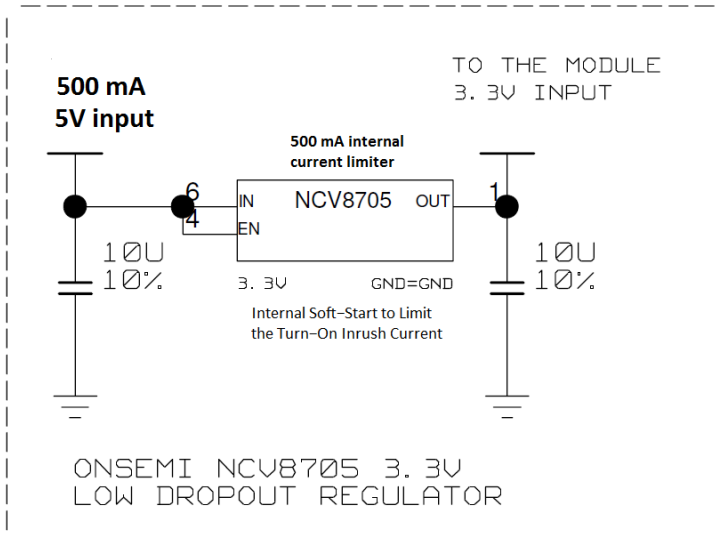 500 mA
5V input
TO THE MODULE
3.3V INPUT
500 mA internal
current limiter
6
4
IN
EN
NCV8705
OUT
1
10U
10%
3.3V
GND=GND
10U
10%
Internal Soft−Start to Limit
the Turn−On Inrush Current
ONSEMI NCV8705 3.3V
LOW DROPOUT REGULATOR